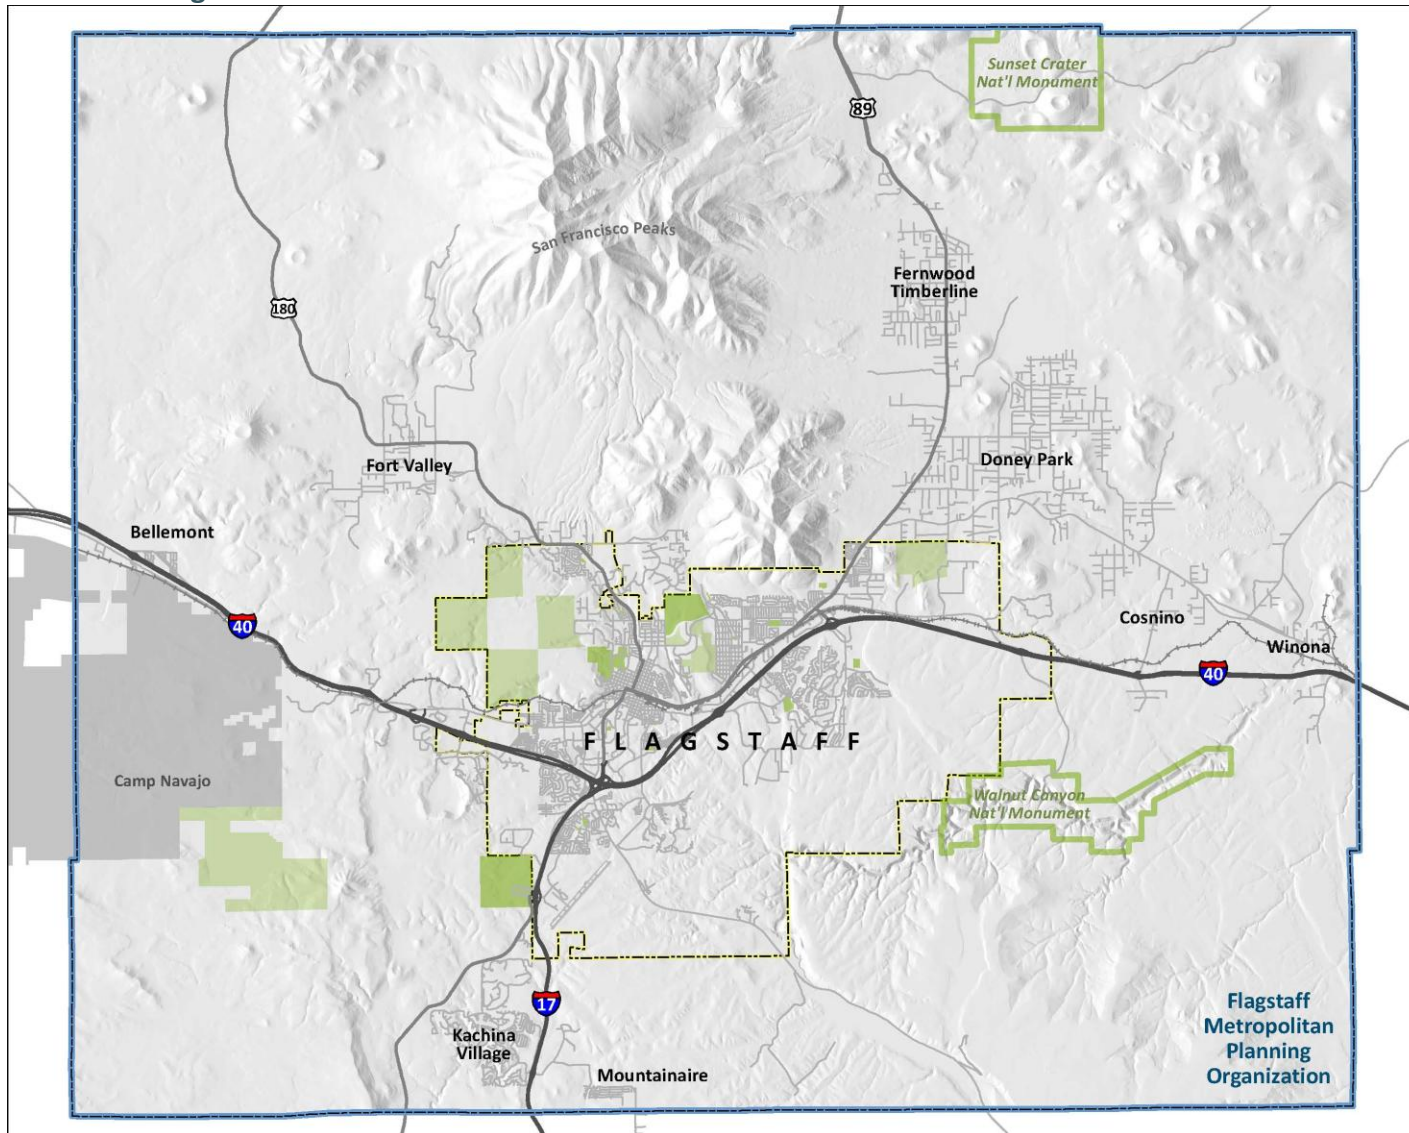 Sunset Crater
Nat'l Monument
89
San Francisco Peaks
Fernwood
Timberline
180
Fort Valley
Doney Park
Bellemont
40
Cosnino
Winona
40
FLAGSTAFF
Camp Navajo
Walnut Canyon
Nat'l Monument
17
Kachina
Village
Mountainaire
Flagstaff
Metropolitan
Planning
Organization